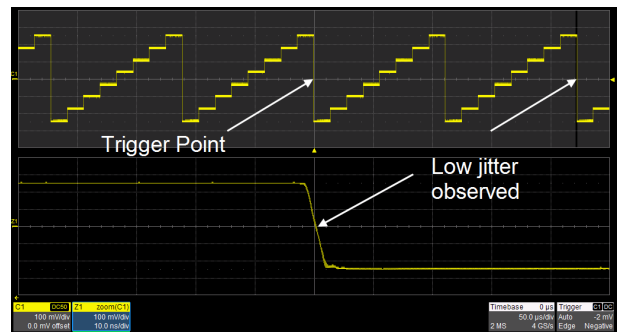 C1
Trigger Point
Low jitter
observed
Z1
C1 DC50
100 mV/div
0.0 mV offset
Z1 zoom(C1)
100 mV/div
10.0 ns/div
Timebase 0 µs
50.0 µs/div
2 MS 4 GS/s
Trigger C1 DC
Auto -2 mV
Edge Negative